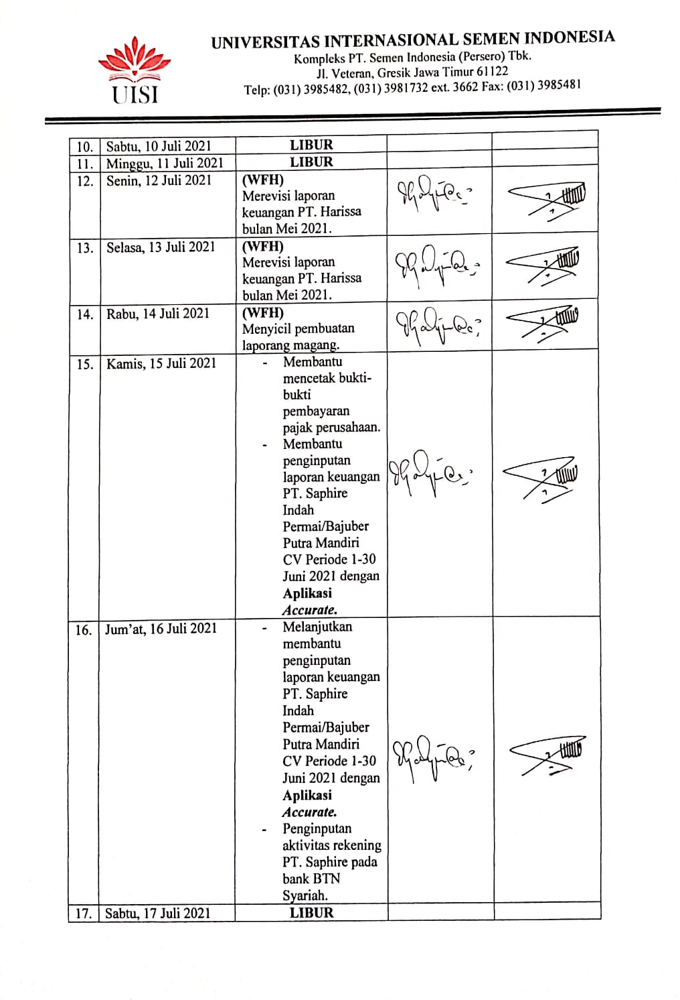 UISI
UNIVERSITAS INTERNASIONAL SEMEN INDONESIA
Kompleks PT. Semen Indonesia (Persero) Tbk.
Jl. Veteran, Gresik Jawa Timur 61122
Telp: (031) 3985482, (031) 3981732 ext. 3662 Fax: (031) 3985481
10. Sabtu, 10 Juli 2021 LIBUR
11. Minggu, 11 Juli 2021 LIBUR
12. Senin, 12 Juli 2021 (WFH)
Merevisi laporan
keuangan PT. Harissa
bulan Mei 2021.
13. Selasa, 13 Juli 2021 (WFH)
Merevisi laporan
keuangan PT. Harissa
bulan Mei 2021.
14. Rabu, 14 Juli 2021 (WFH)
Menyicil pembuatan
laporang magang.
15. Kamis, 15 Juli 2021 - Membantu
mencetak bukti-
bukti
pembayaran
pajak perusahaan.
- Membantu
penginputan
laporan keuangan
PT. Saphire
Indah
Permai/Bajuber
Putra Mandiri
CV Periode 1-30
Juni 2021 dengan
Aplikasi
Accurate.
16. Jum'at, 16 Juli 2021 - Melanjutkan
membantu
penginputan
laporan keuangan
PT. Saphire
Indah
Permai/Bajuber
Putra Mandiri
CV Periode 1-30
Juni 2021 dengan
Aplikasi
Accurate.
- Penginputan
aktivitas rekening
PT. Saphire pada
bank BTN
Syariah.
17. Sabtu, 17 Juli 2021 LIBUR